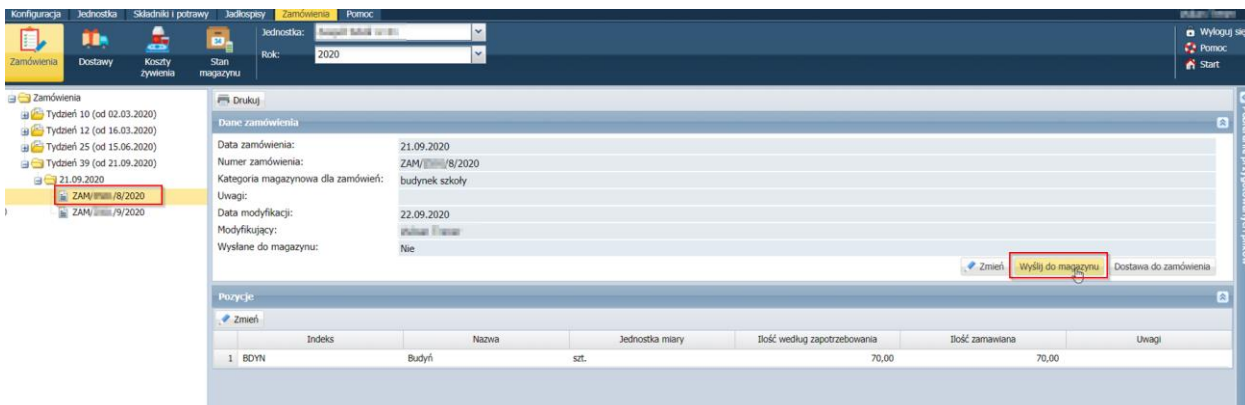 Konfiguracja Jednostka Składniki i potrawy Jadłospisy Zamówienia Pomoc
Zamówienia
Dostawy
Koszty żywienia
Stan magazynu
Jednostka:
Rok: 2020
Wyloguj się
Pomoc
Start
Zamówienia
Tydzień 10 (od 02.03.2020)
Tydzień 12 (od 16.03.2020)
Tydzień 25 (od 15.06.2020)
Tydzień 39 (od 21.09.2020)
21.09.2020
ZAM/ /8/2020
ZAM/ /9/2020
Drukuj
Dane zamówienia
Data zamówienia: 21.09.2020
Numer zamówienia: ZAM/ /8/2020
Kategoria magazynowa dla zamówień: budynek szkoły
Uwagi:
Data modyfikacji: 22.09.2020
Modyfikujący:
Wysłane do magazynu: Nie
Zmień Wyślij do magazynu Dostawa do zamówienia
Pozycje
Zmień
Indeks Nazwa Jednostka miary Ilość według zapotrzebowania Ilość zamawiana Uwagi
1 BDYN Budyń szt. 70,00 70,00